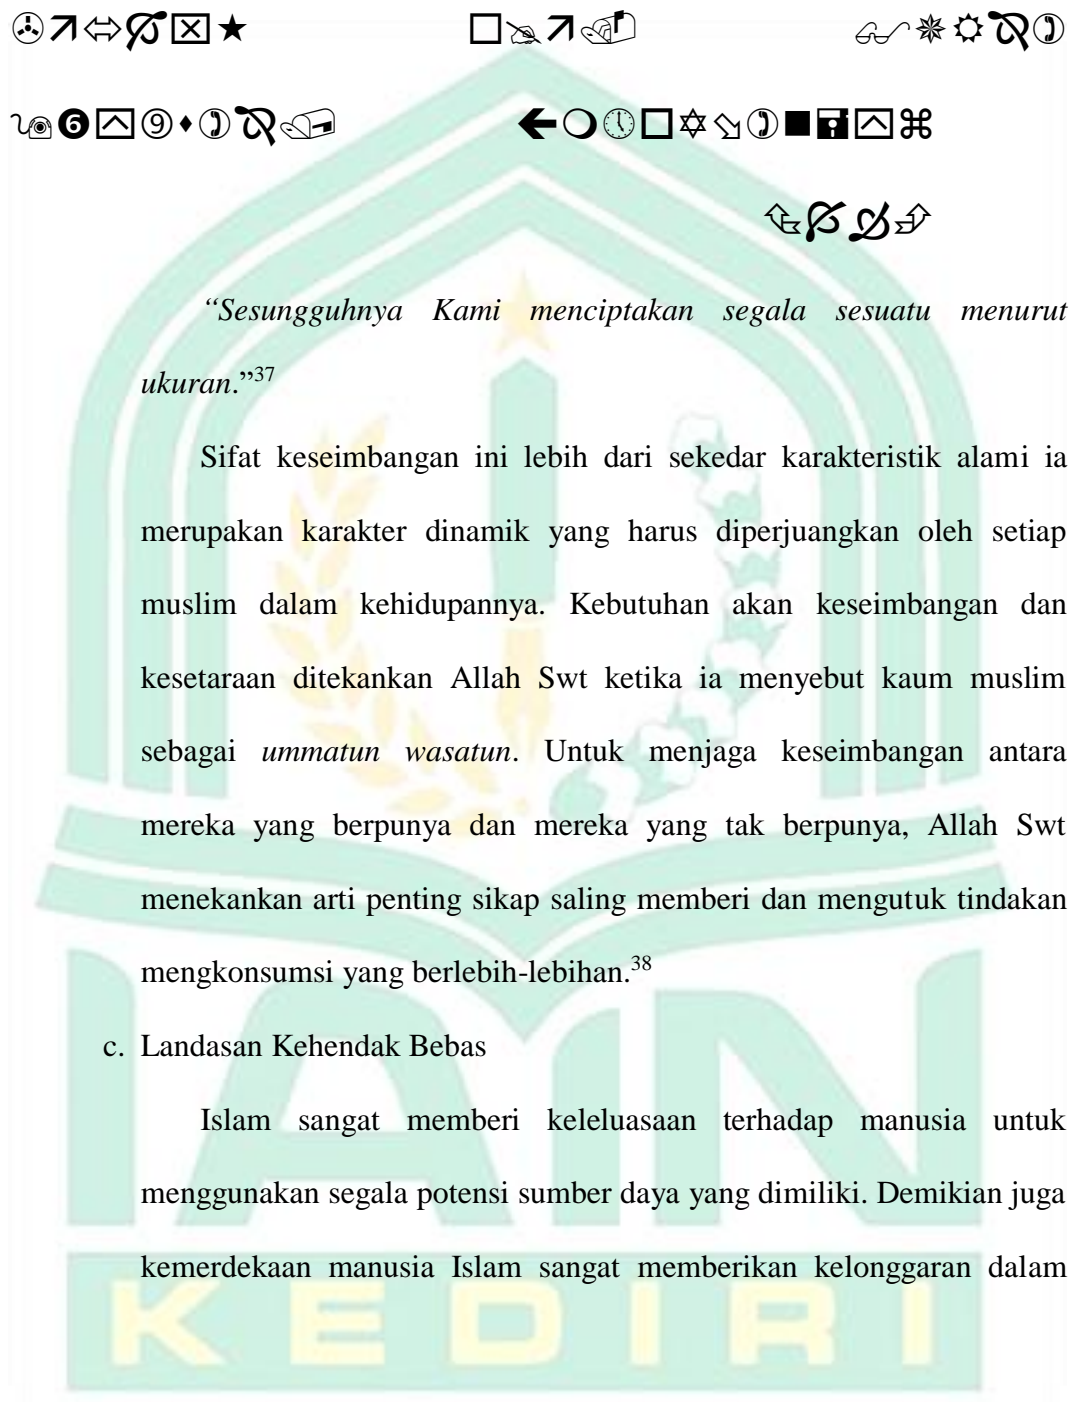 “Sesungguhnya Kami menciptakan segala sesuatu menurut
ukuran.”37
Sifat keseimbangan ini lebih dari sekedar karakteristik alami ia
merupakan karakter dinamik yang harus diperjuangkan oleh setiap
muslim dalam kehidupannya. Kebutuhan akan keseimbangan dan
kesetaraan ditekankan Allah Swt ketika ia menyebut kaum muslim
sebagai ummatun wasatun. Untuk menjaga keseimbangan antara
mereka yang berpunya dan mereka yang tak berpunya, Allah Swt
menekankan arti penting sikap saling memberi dan mengutuk tindakan
mengkonsumsi yang berlebih-lebihan.38
c. Landasan Kehendak Bebas
Islam sangat memberi keleluasaan terhadap manusia untuk
menggunakan segala potensi sumber daya yang dimiliki. Demikian juga
kemerdekaan manusia Islam sangat memberikan kelonggaran dalam
IAIN
KEDIRI